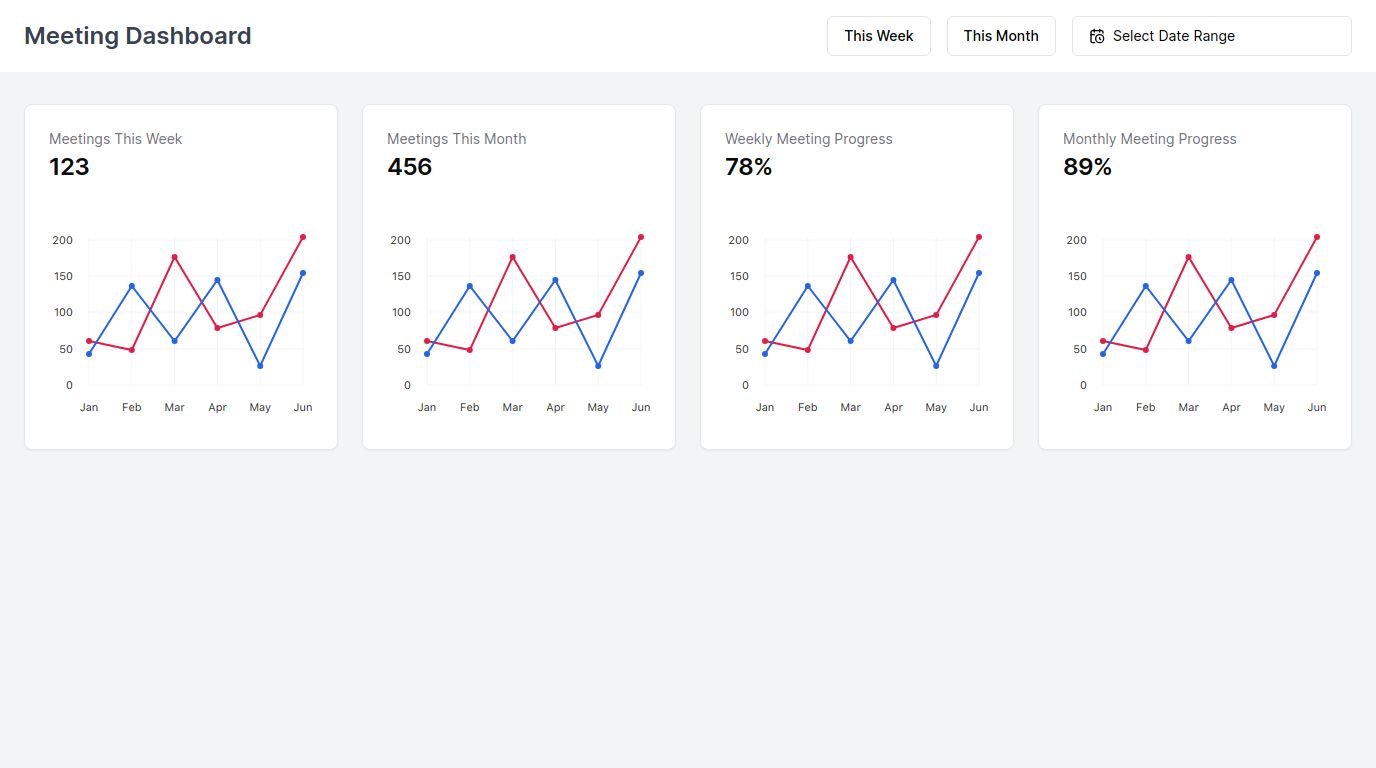 Meeting Dashboard
This Week
This Month
Select Date Range
Meetings This Week
123
200
150
100
50
0
Jan Feb Mar Apr May Jun
Meetings This Month
456
200
150
100
50
0
Jan Feb Mar Apr May Jun
Weekly Meeting Progress
78%
200
150
100
50
0
Jan Feb Mar Apr May Jun
Monthly Meeting Progress
89%
200
150
100
50
0
Jan Feb Mar Apr May Jun